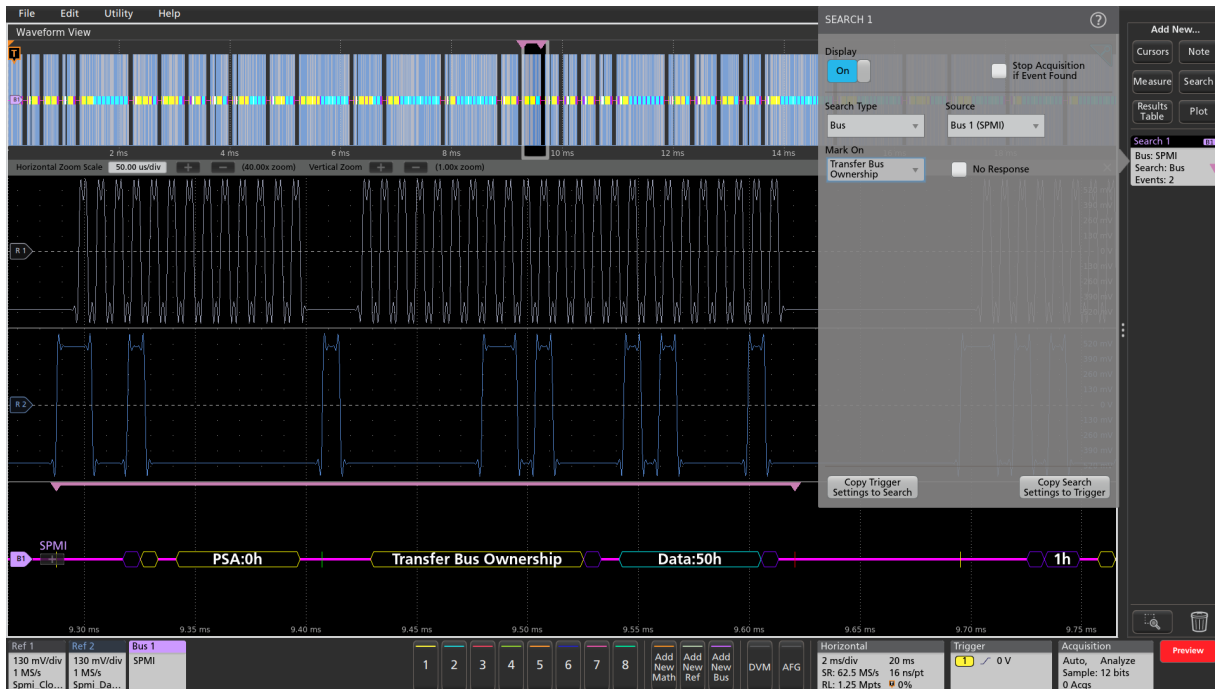 File Edit Utility Help
Waveform View
SEARCH 1
?
Add New...
Cursors Note
Measure Search
Results
Table
Plot
Display
On
Stop Acquisition
if Event Found
Search Type
Source
Bus
Bus 1 (SPMI)
Mark On
Transfer Bus
Ownership
No Response
Search 1 B1
Bus: SPMI
Search: Bus
Events: 2
T
B1
2 ms 4 ms 6 ms 8 ms 10 ms 12 ms 14 ms
Horizontal Zoom Scale 50.00 us/div + − (40.00x zoom) Vertical Zoom + − (1.00x zoom)
R 1
R 2
Copy Trigger
Settings to Search
Copy Search
Settings to Trigger
SPMI
B1 + PSA:0h Transfer Bus Ownership Data:50h 1h
9.30 ms 9.35 ms 9.40 ms 9.45 ms 9.50 ms 9.55 ms 9.60 ms 9.65 ms 9.70 ms 9.75 ms
Ref 1
130 mV/div
1 MS/s
Spmi_Clo...
Ref 2
130 mV/div
1 MS/s
Spmi_Da...
Bus 1
SPMI
1 2 3 4 5 6 7 8
Add
New
Math
Add
New
Ref
Add
New
Bus
DVM
AFG
Horizontal
2 ms/div 20 ms
SR: 62.5 MS/s 16 ns/pt
RL: 1.25 Mpts 0%
Trigger
1 0 V
Acquisition
Auto, Analyze
Sample: 12 bits
0 Acqs
Preview